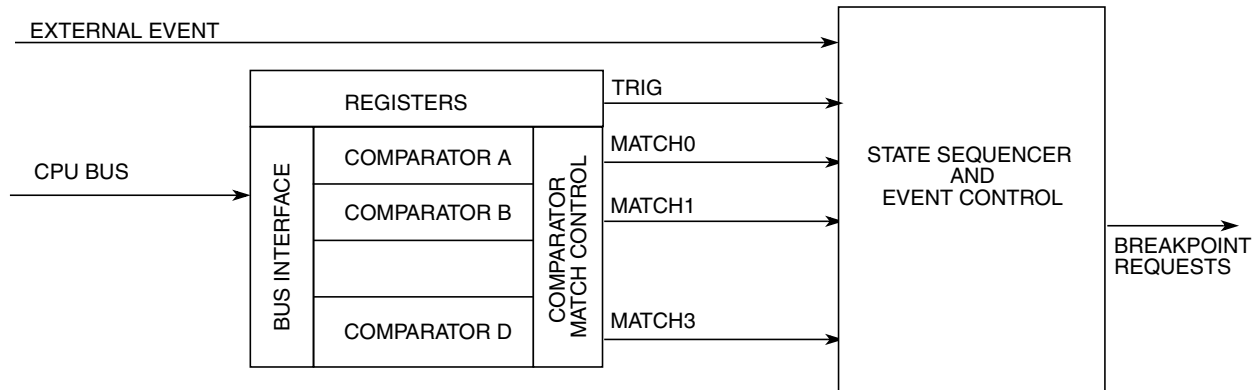 EXTERNAL EVENT
TRIG
REGISTERS
MATCH0
COMPARATOR A
CPU BUS
BUS INTERFACE
COMPARATOR B
COMPARATOR D
COMPARATOR
MATCH CONTROL
MATCH1
MATCH3
STATE SEQUENCER
AND
EVENT CONTROL
BREAKPOINT
REQUESTS